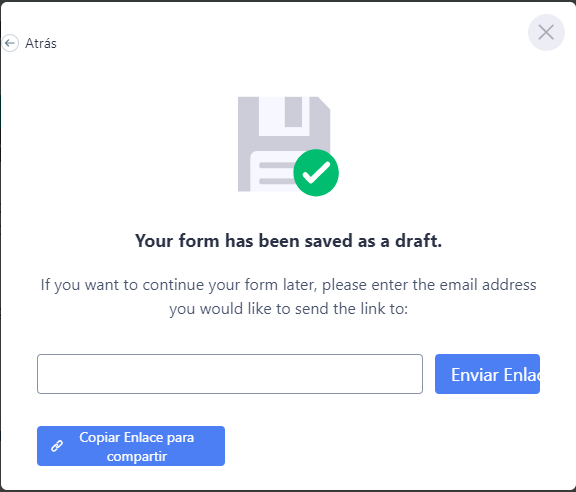 Atrás
Your form has been saved as a draft.
If you want to continue your form later, please enter the email address
you would like to send the link to:
Enviar Enlac
Copiar Enlace para
compartir